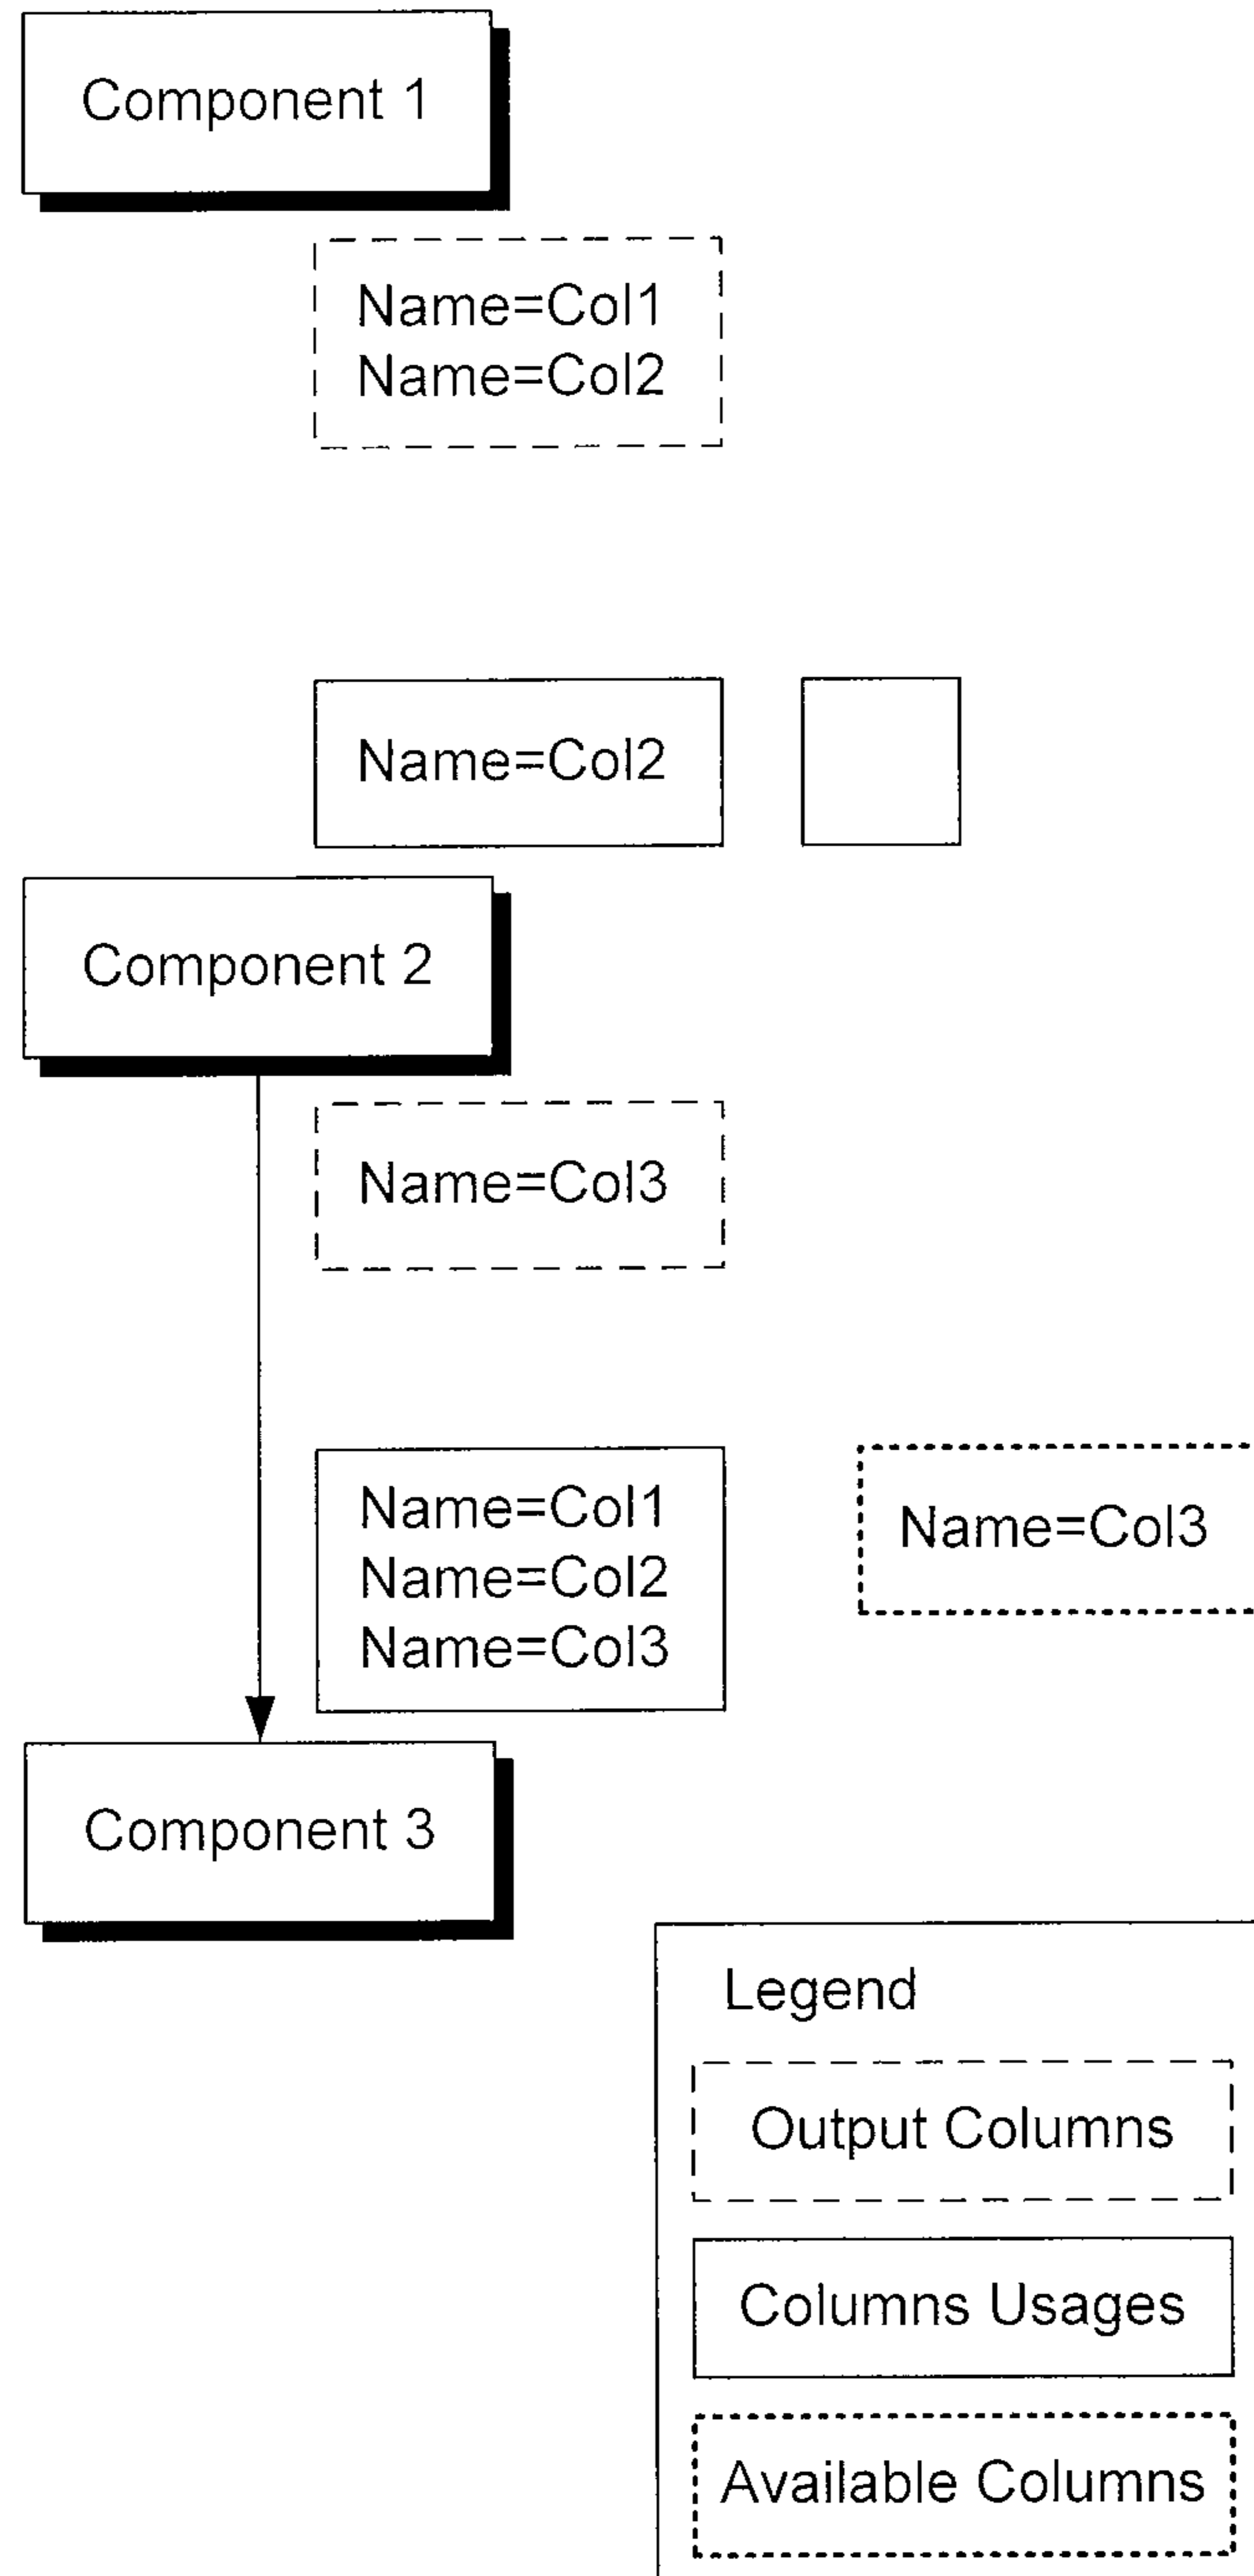 Component 1
Name=Col1
Name=Col2
Name=Col2
Component 2
Name=Col3
Name=Col1
Name=Col2
Name=Col3
Name=Col3
Component 3
Legend
Output Columns
Columns Usages
Available Columns